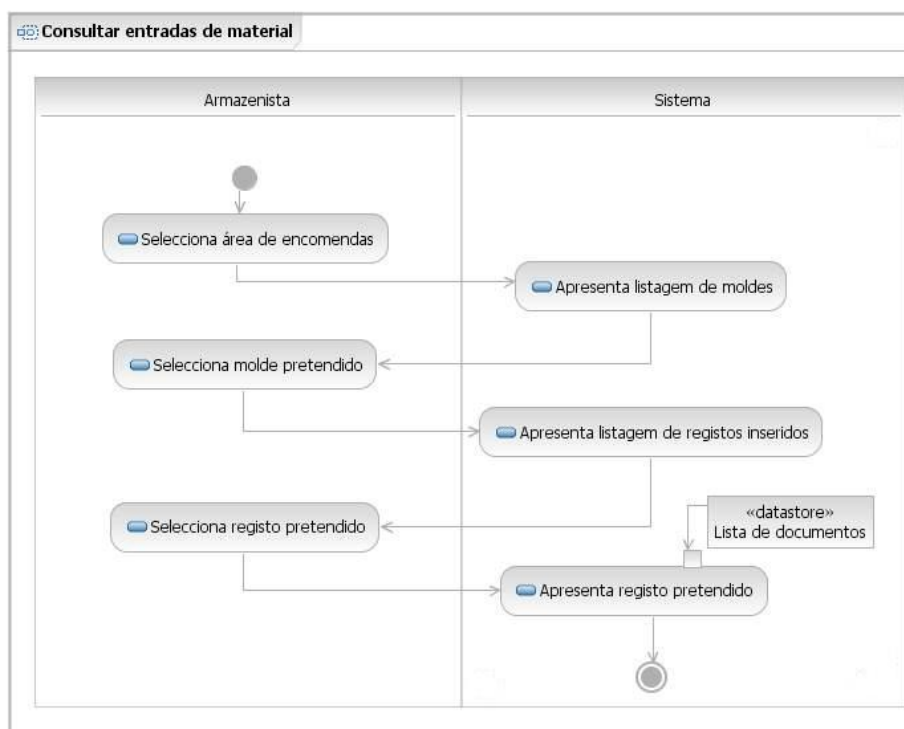 Consultar entradas de material
Armazenista
Sistema
Selecciona área de encomendas
Apresenta listagem de moldes
Selecciona molde pretendido
Apresenta listagem de registos inseridos
Selecciona registo pretendido
«datastore»
Lista de documentos
Apresenta registo pretendido